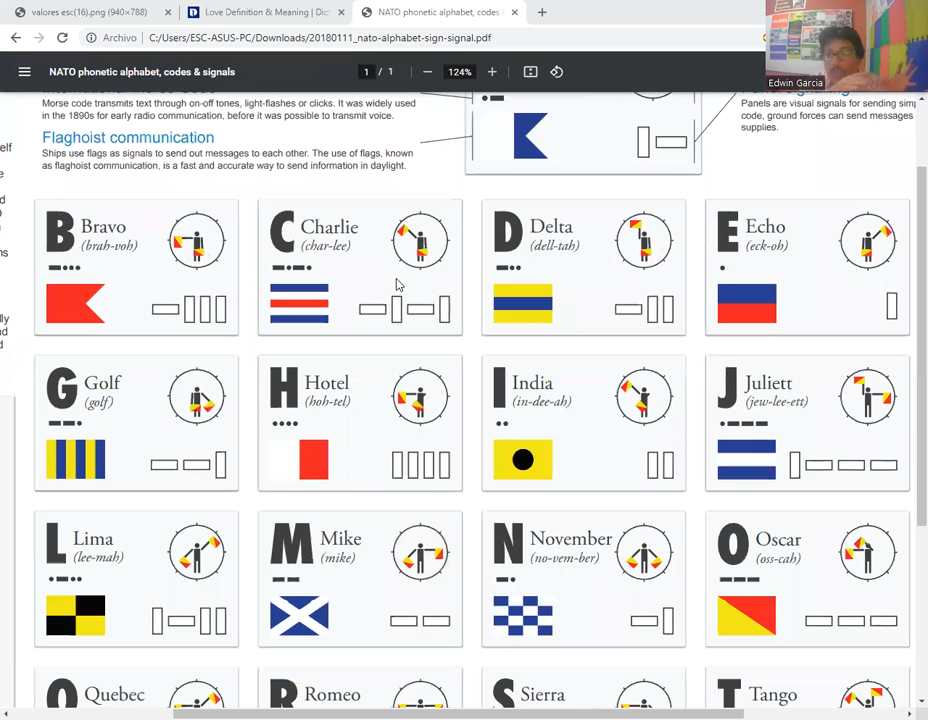 valores esc(16).png (940×788)
Love Definition & Meaning | Dict
NATO phonetic alphabet, codes &
Archivo
C:/Users/ESC-ASUS-PC/Downloads/20180111_nato-alphabet-sign-signal.pdf
NATO phonetic alphabet, codes & signals
1 / 1
124%
Edwin Garcia
Morse code transmits text through on-off tones, light-flashes or clicks. It was widely used
in the 1890s for early radio communication, before it was possible to transmit voice.
Flaghoist communication
Ships use flags as signals to send out messages to each other. The use of flags, known
as flaghoist communication, is a fast and accurate way to send information in daylight.
Panels are visual signals for sending simp
code, ground forces can send messages
supplies.
B Bravo
(brah-voh)
C Charlie
(char-lee)
D Delta
(dell-tah)
E Echo
(eck-oh)
G Golf
(golf)
H Hotel
(hoh-tel)
I India
(in-dee-ah)
J Juliett
(jew-lee-ett)
L Lima
(lee-mah)
M Mike
(mike)
N November
(no-vem-ber)
O Oscar
(oss-cah)
Q Quebec
R Romeo
S Sierra
T Tango